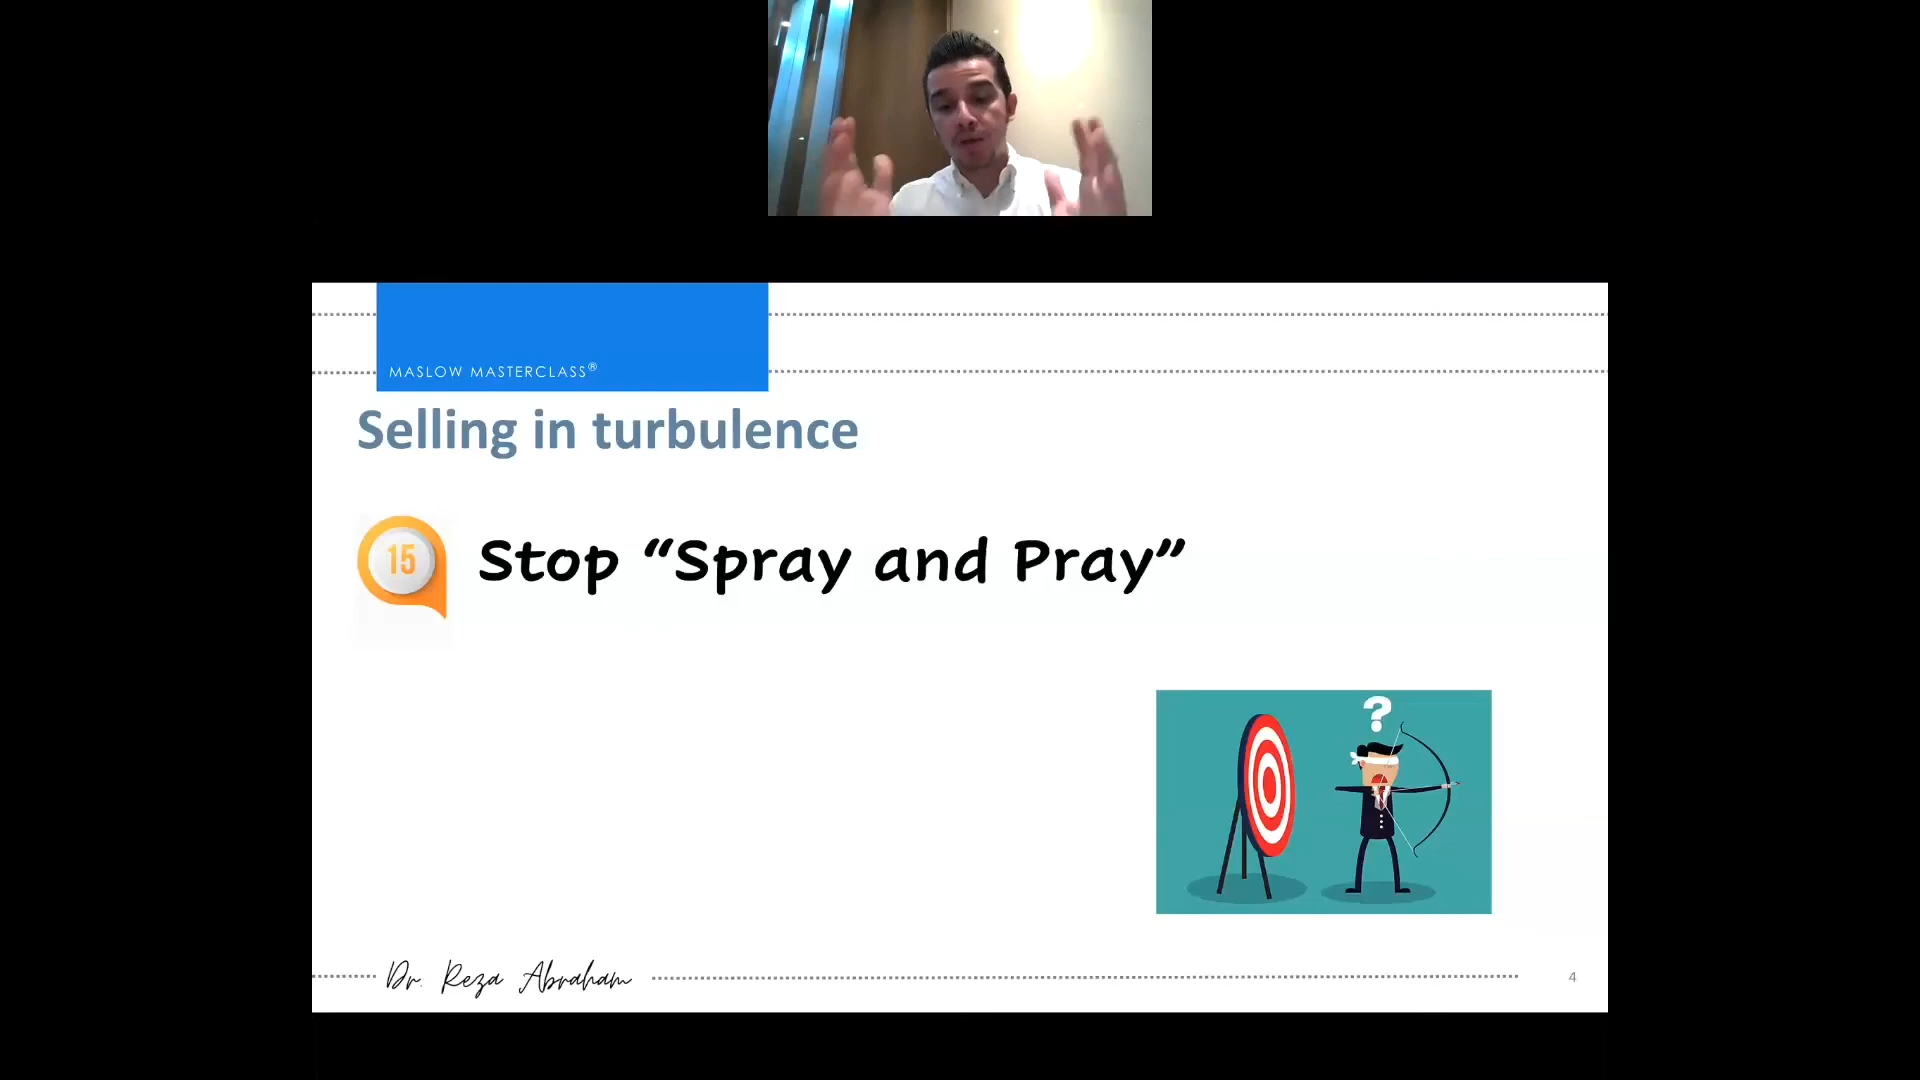 MASLOW MASTERCLASS®
Selling in turbulence
15
Stop “Spray and Pray”
?
Dr. Reza Abraham
4